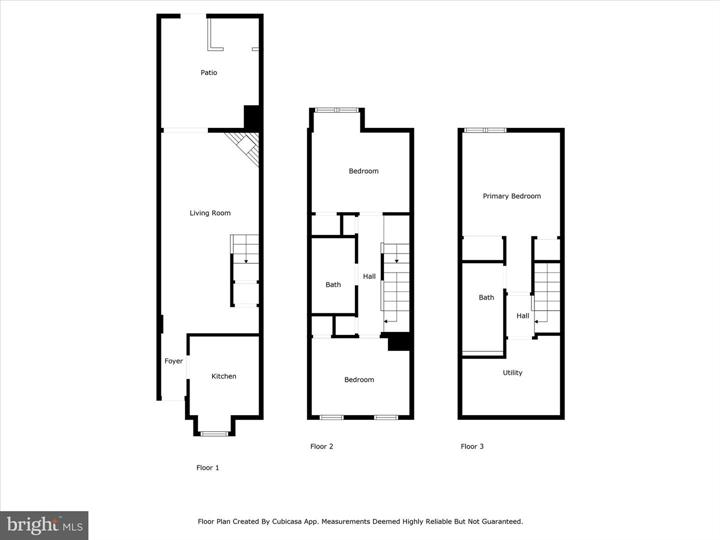 Patio
Living Room
Foyer
Kitchen
Floor 1
Bedroom
Bath
Hall
Bedroom
Floor 2
Primary Bedroom
Bath
Hall
Utility
Floor 3
bright MLS
Floor Plan Created By Cubicasa App. Measurements Deemed Highly Reliable But Not Guaranteed.